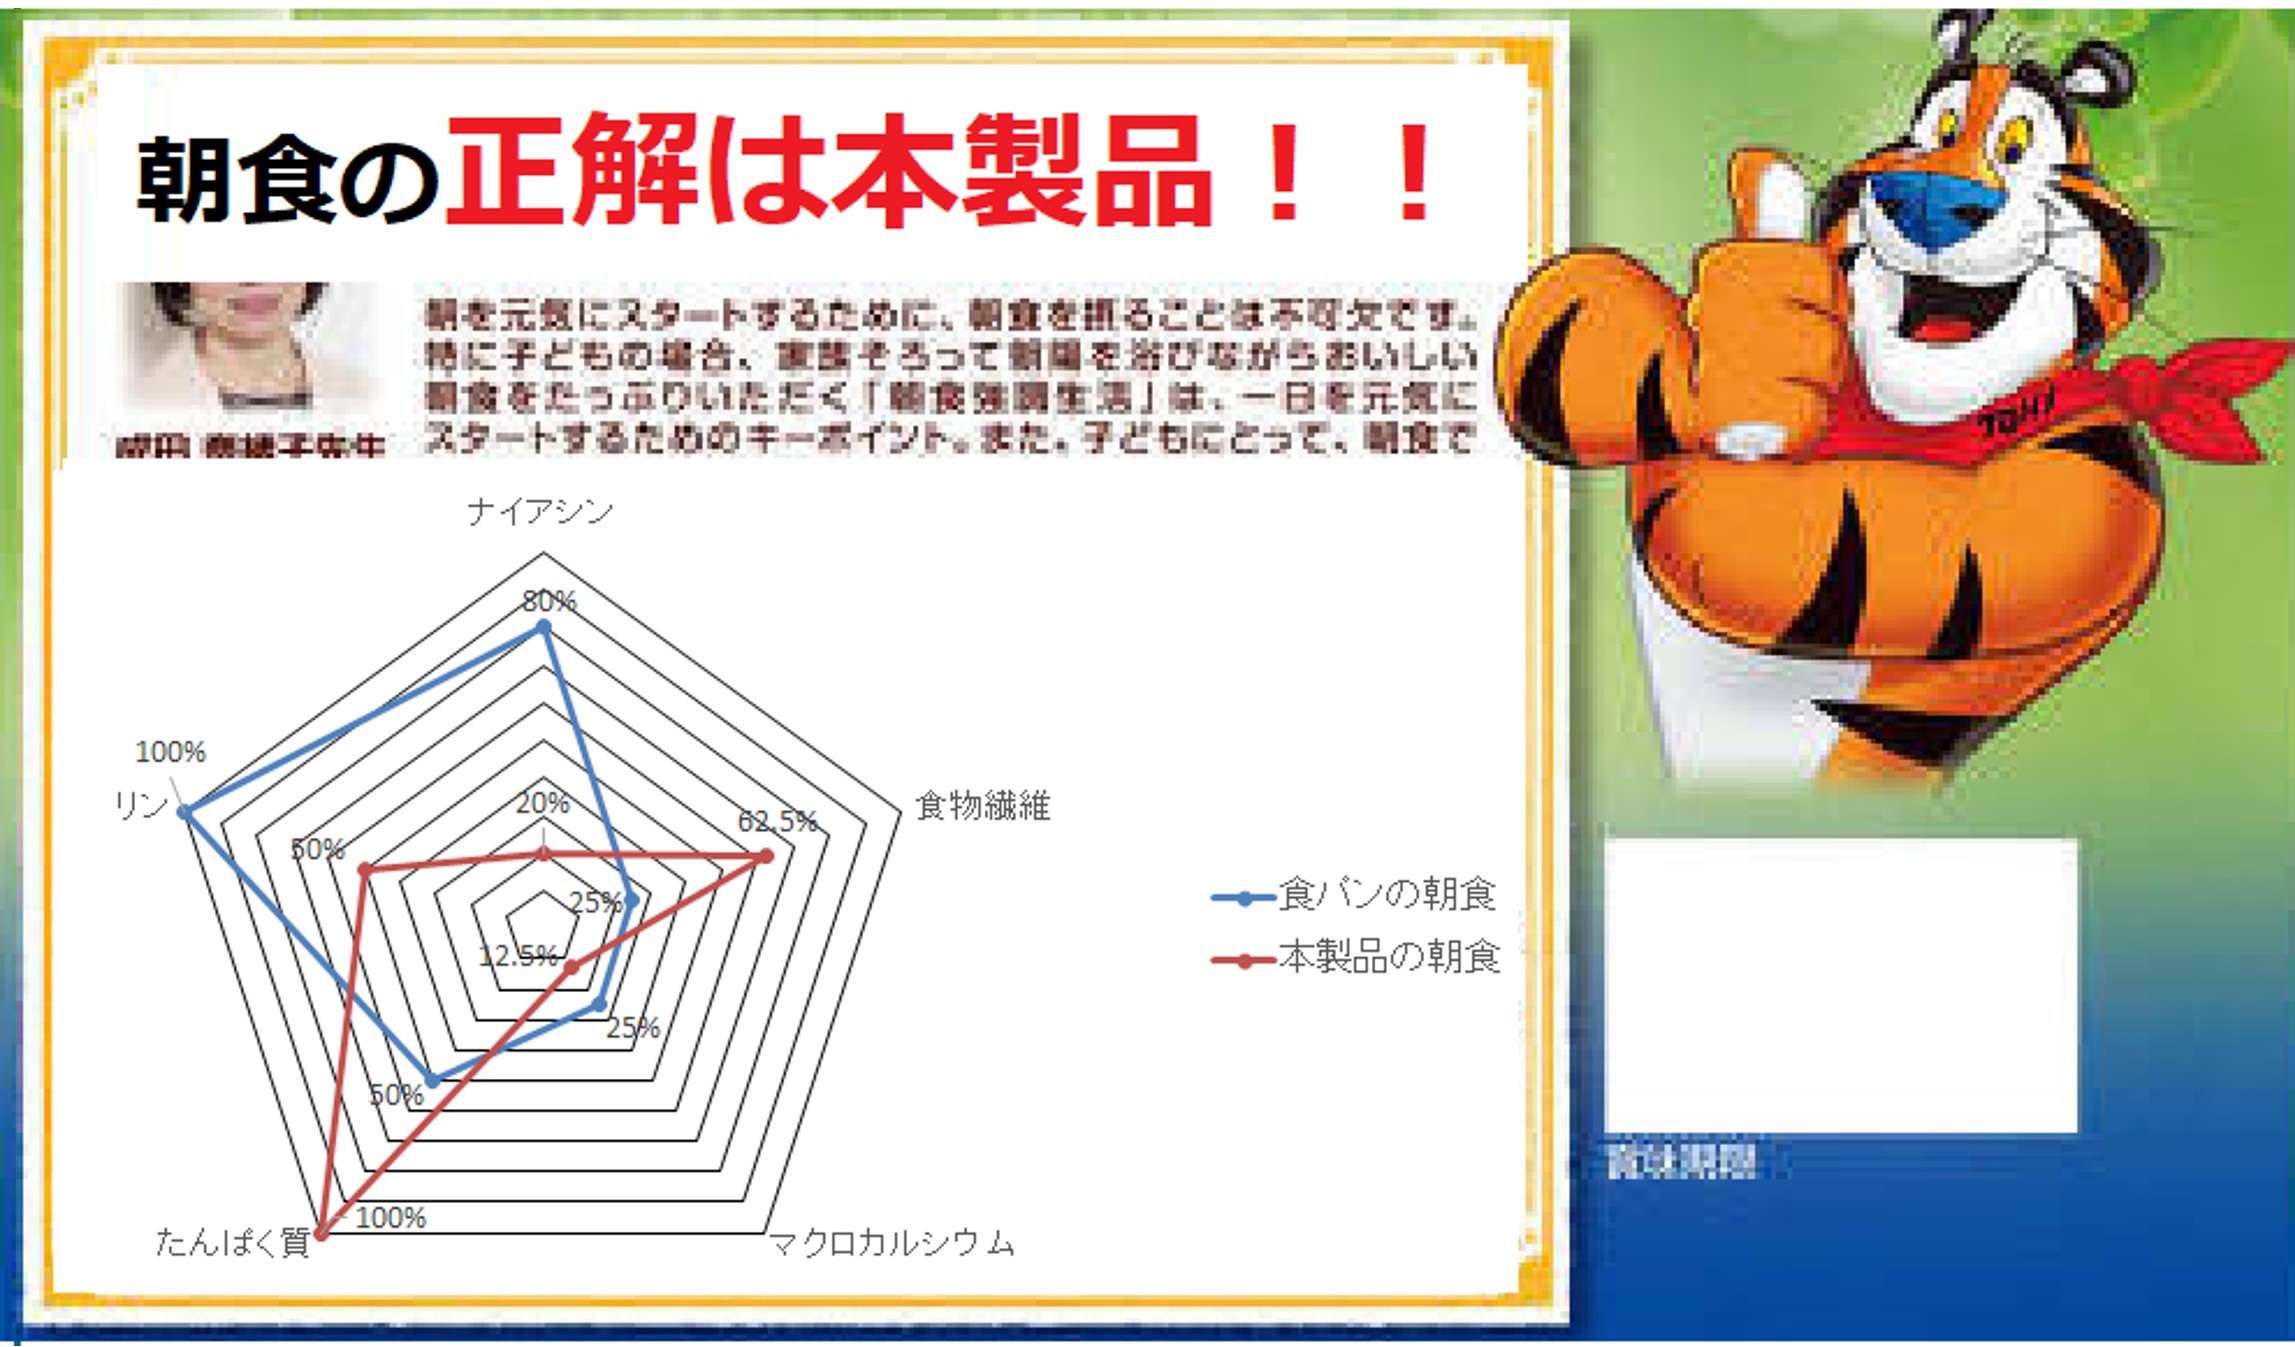 朝食の正解は本製品！！
朝を元気にスタートするために、朝食を摂ることは不可欠です。
特に子どもの場合、家族そろって朝陽を浴びながらおいしい
朝食をたっぷりいただく「朝食強調生活」は、一日を元気に
スタートするためのキーポイント。また、子どもにとって、朝食で
TONY
ナイアシン
80%
100%
リン
20%
食物繊維
62.5%
50%
食パンの朝食
25%
12.5%
本製品の朝食
25%
50%
100%
たんぱく質
マクロカルシウム
賞味期限